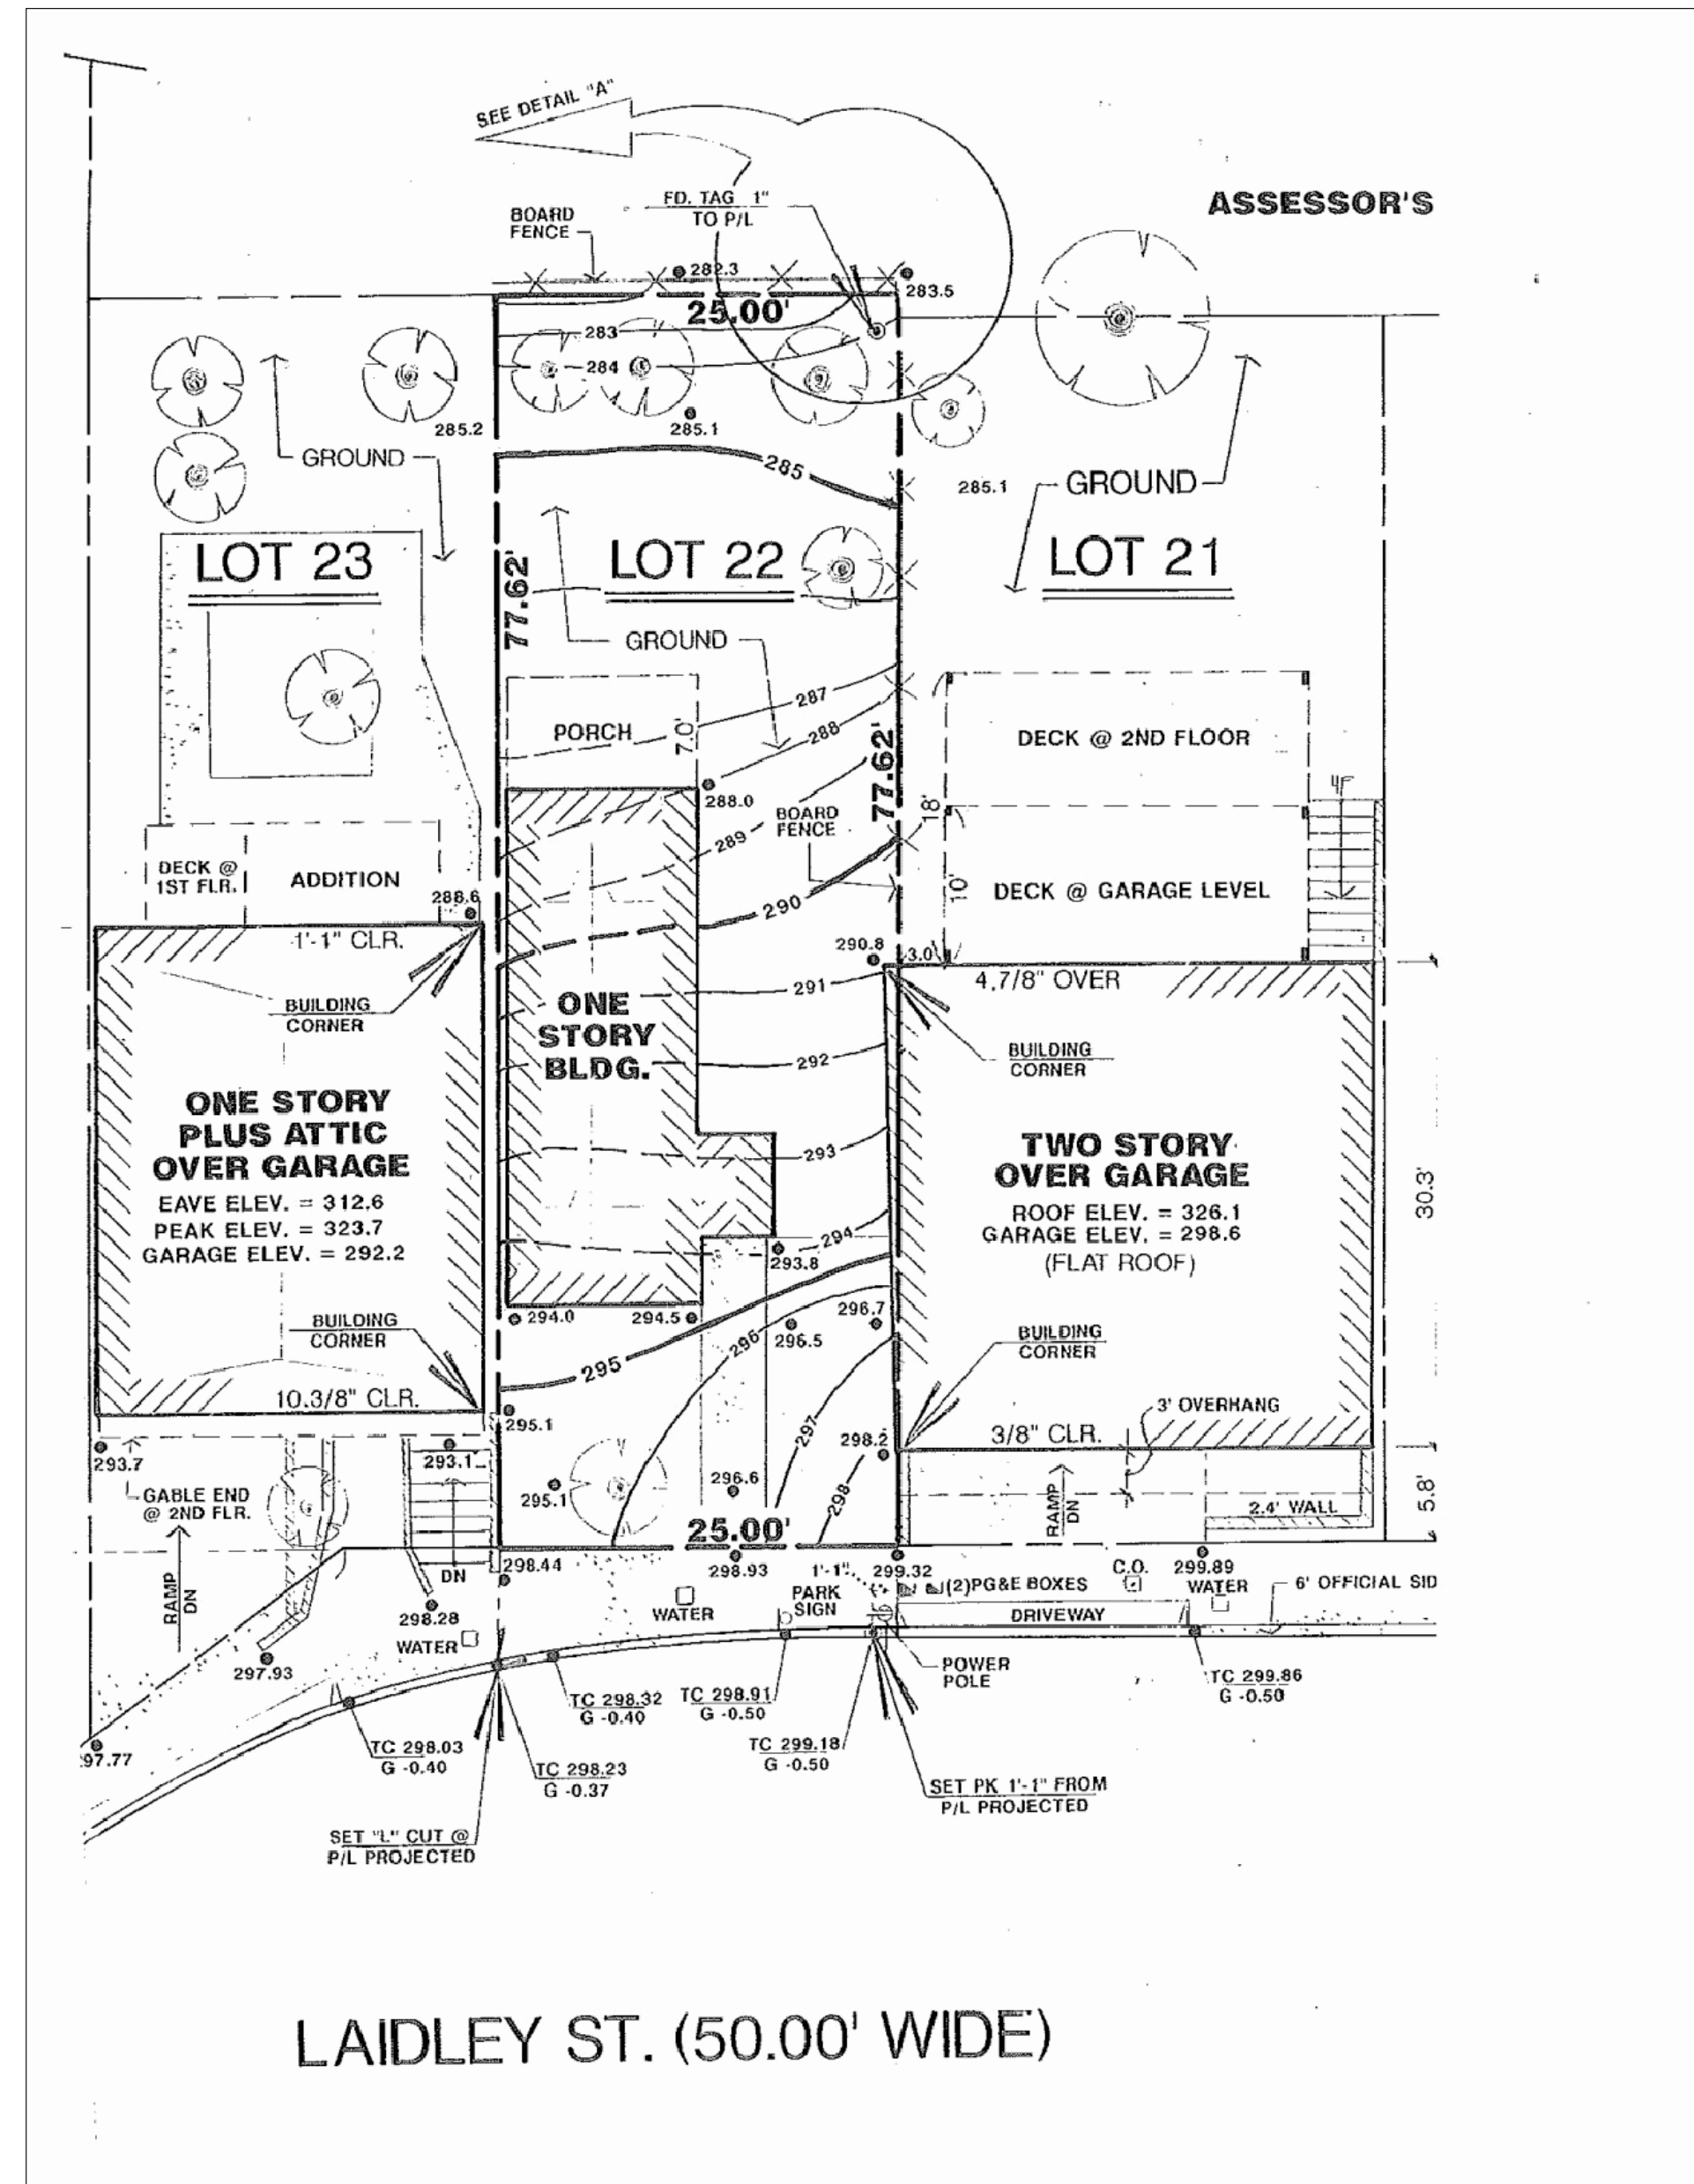 SEE DETAIL "A"
ASSESSOR'S
FD. TAG 1"
TO P/L
BOARD
FENCE
282.3
283.5
25.00'
283
284
285.2
285.1
GROUND
285
285.1
GROUND
LOT 23
LOT 22
LOT 21
77.62'
GROUND
287
PORCH
7.0'
288
77.62'
DECK @ 2ND FLOOR
288.0
BOARD
FENCE
18'
289
DECK @
1ST FLR.
ADDITION
288.6
290
10'
DECK @ GARAGE LEVEL
1'-1" CLR.
290.8
3.0'
4.7/8" OVER
BUILDING
CORNER
ONE
STORY
BLDG.
291
292
BUILDING
CORNER
ONE STORY
PLUS ATTIC
OVER GARAGE
EAVE ELEV. = 312.6
PEAK ELEV. = 323.7
GARAGE ELEV. = 292.2
293
TWO STORY
OVER GARAGE
ROOF ELEV. = 326.1
GARAGE ELEV. = 298.6
(FLAT ROOF)
30.3'
294
293.8
BUILDING
CORNER
294.0
294.5
296.7
296
296.5
BUILDING
CORNER
295
10.3/8" CLR.
295.1
297
298.2
3/8" CLR.
3' OVERHANG
293.7
293.1
GABLE END
@ 2ND FLR.
295.1
296.6
298
RAMP
DN
2.4' WALL
5.8'
25.00'
RAMP
DN
DN
298.44
298.93
1'-1"
299.32
C.O.
299.89
PARK
SIGN
(2)PG&E BOXES
WATER
6' OFFICIAL SID
298.28
WATER
DRIVEWAY
WATER
297.93
POWER
POLE
TC 298.32
G -0.40
TC 298.91
G -0.50
TC 299.86
G -0.50
97.77
TC 298.03
G -0.40
TC 298.23
G -0.37
TC 299.18
G -0.50
SET PK 1'-1" FROM
P/L PROJECTED
SET "L" CUT @
P/L PROJECTED
LAIDLEY ST. (50.00' WIDE)